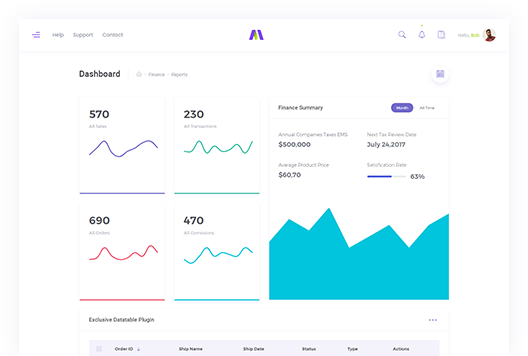 Help Support Contact
Hello, Bob
Dashboard
Finance - Reports
570
All Sales
230
All Transactions
690
All Orders
470
All Comissions
Finance Summary
Month
All Time
Annual Companies Taxes EMS
$500,000
Next Tax Review Date
July 24,2017
Average Product Price
$60,70
Satisfication Rate
63%
Exclusive Datatable Plugin
Order ID Ship Name Ship Date Status Type Actions